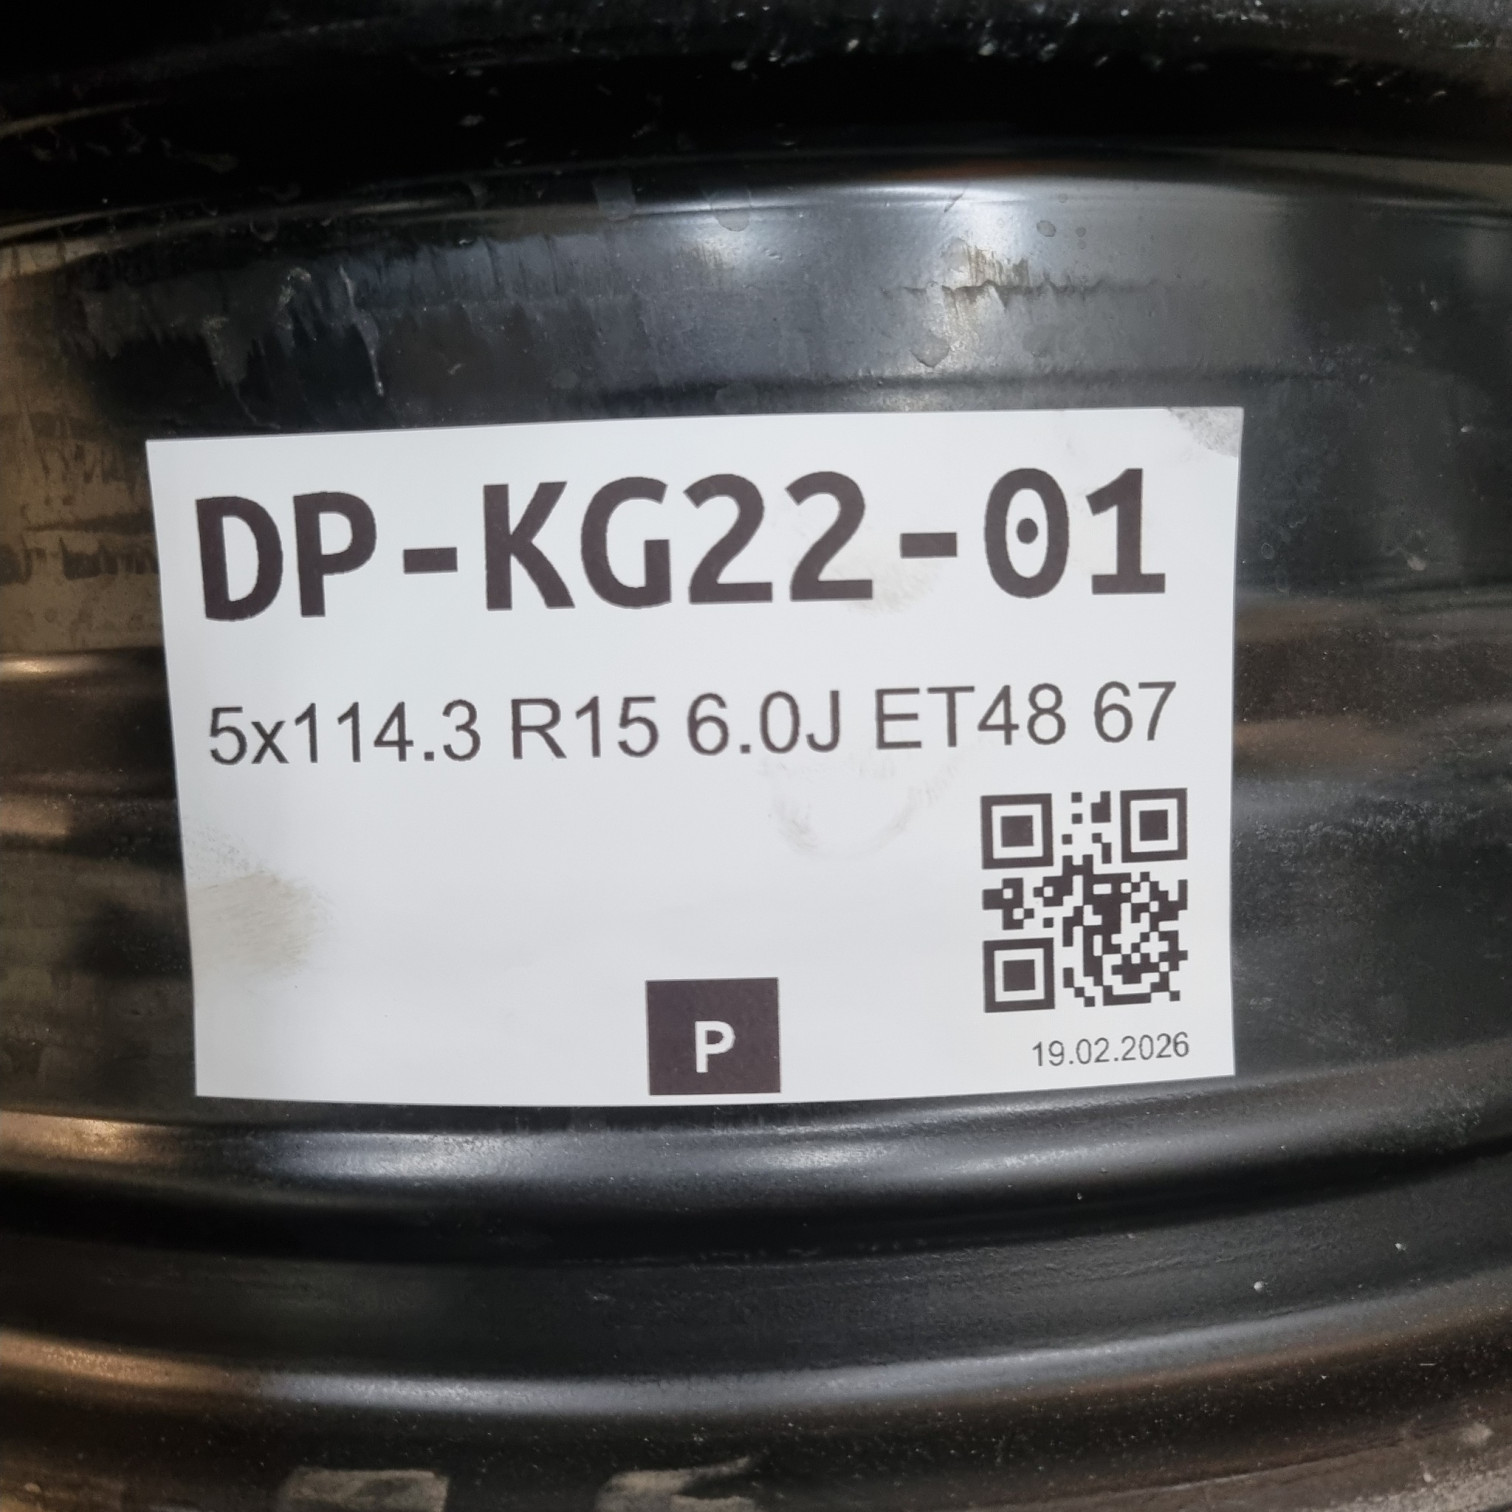 DP-KG22-01
5x114.3 R15 6.0J ET48 67
P
19.02.2026